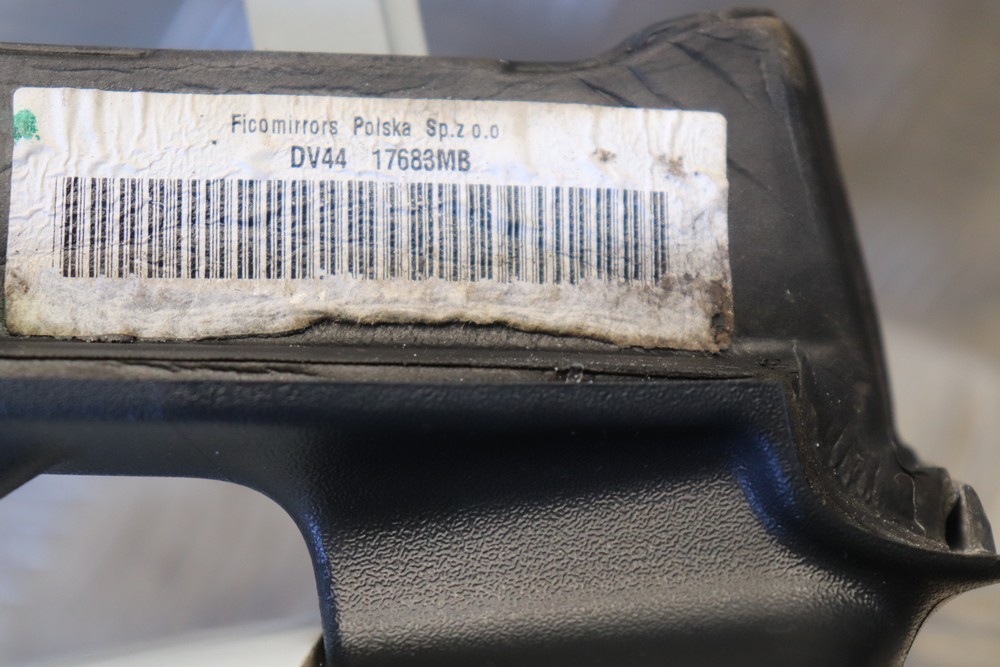 Ficomirrors Polska Sp.z o.o
DV44 17683MB